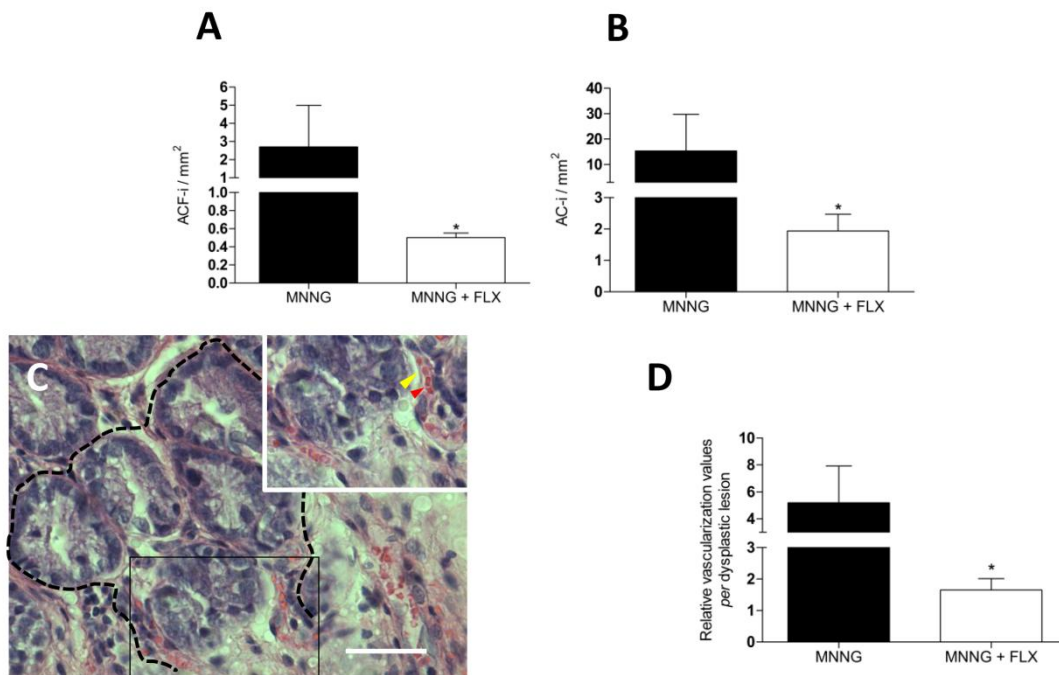 A
ACF-i / mm²
6
5
4
3
2
1
1.0
0.8
0.6
0.4
0.2
0.0
*
MNNG
MNNG + FLX
B
AC-i / mm²
40
30
20
10
3
2
1
0
*
MNNG
MNNG + FLX
C
D
Relative vascularization values
per dysplastic lesion
10
8
6
4
3
2
1
0
*
MNNG
MNNG + FLX